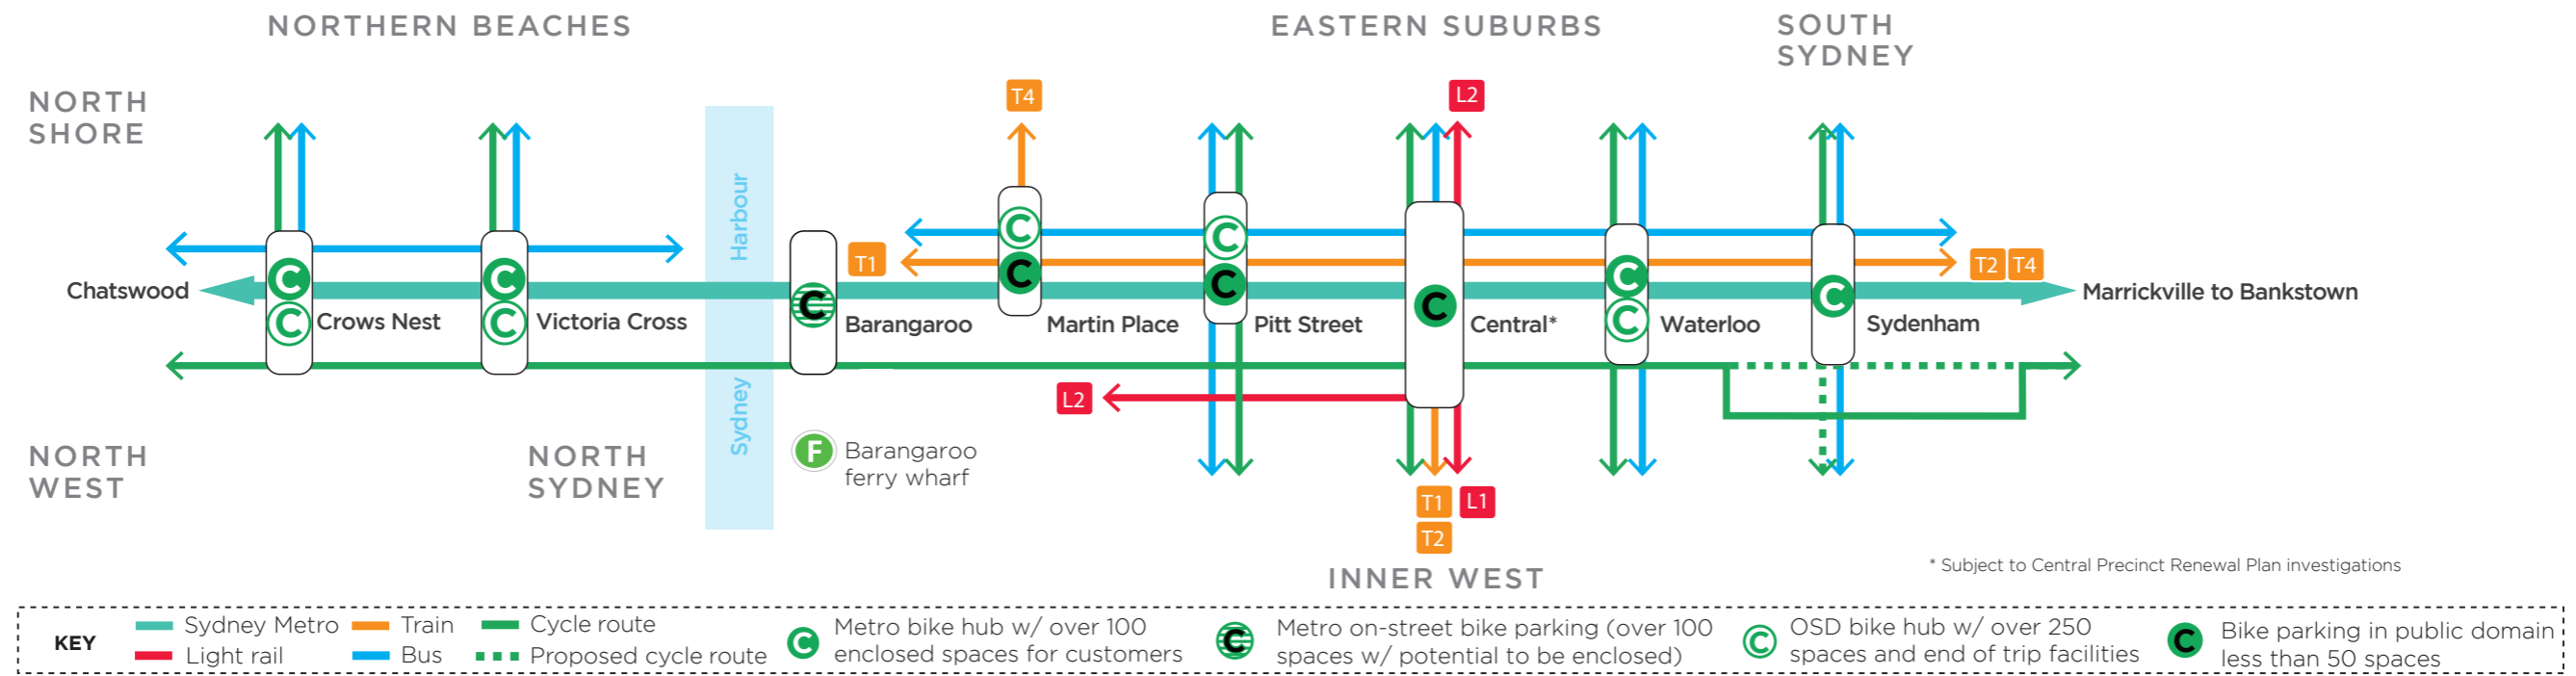 NORTHERN BEACHES
EASTERN SUBURBS
SOUTH
SYDNEY
NORTH
SHORE
T4
L2
Harbour
T1
T2 T4
Chatswood
Marrickville to Bankstown
Crows Nest
Victoria Cross
Barangaroo
Martin Place
Pitt Street
Central*
Waterloo
Sydenham
C
C
C
C
C
C
C
C
C
C
C
C
C
L2
Sydney
F
Barangaroo
ferry wharf
NORTH
WEST
NORTH
SYDNEY
T1
L1
T2
INNER WEST
* Subject to Central Precinct Renewal Plan investigations
KEY
Sydney Metro
Light rail
Train
Bus
Cycle route
Proposed cycle route
C
Metro bike hub w/ over 100
enclosed spaces for customers
C
Metro on-street bike parking (over 100
spaces w/ potential to be enclosed)
C
OSD bike hub w/ over 250
spaces and end of trip facilities
C
Bike parking in public domain
less than 50 spaces